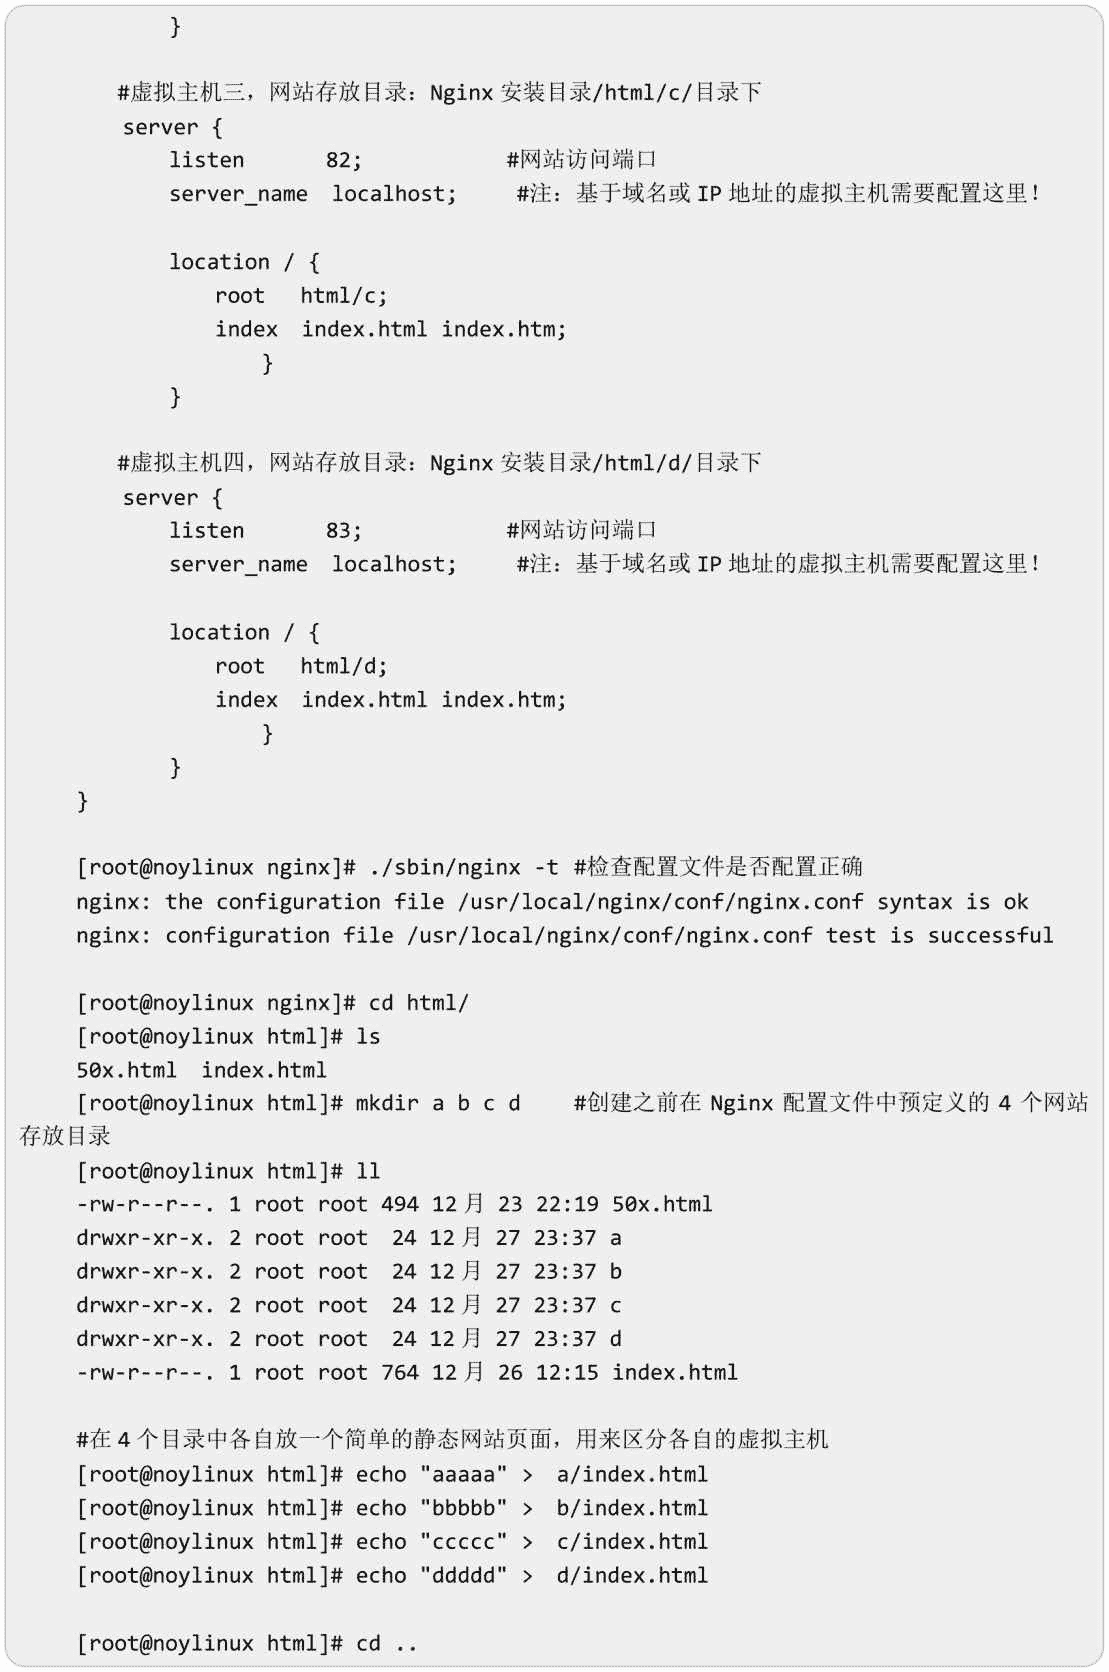 }
#虚拟主机三，网站存放目录：Nginx 安装目录/html/c/目录下
server {
listen 82; #网站访问端口
server_name localhost; #注：基于域名或 IP 地址的虚拟主机需要配置这里！
location / {
root html/c;
index index.html index.htm;
}
}
#虚拟主机四，网站存放目录：Nginx 安装目录/html/d/目录下
server {
listen 83; #网站访问端口
server_name localhost; #注：基于域名或 IP 地址的虚拟主机需要配置这里！
location / {
root html/d;
index index.html index.htm;
}
}
}
[root@noylinux nginx]# ./sbin/nginx -t #检查配置文件是否配置正确
nginx: the configuration file /usr/local/nginx/conf/nginx.conf syntax is ok
nginx: configuration file /usr/local/nginx/conf/nginx.conf test is successful
[root@noylinux nginx]# cd html/
[root@noylinux html]# ls
50x.html index.html
[root@noylinux html]# mkdir a b c d #创建之前在 Nginx 配置文件中预定义的 4 个网站
存放目录
[root@noylinux html]# ll
-rw-r--r--. 1 root root 494 12月 23 22:19 50x.html
drwxr-xr-x. 2 root root 24 12月 27 23:37 a
drwxr-xr-x. 2 root root 24 12月 27 23:37 b
drwxr-xr-x. 2 root root 24 12月 27 23:37 c
drwxr-xr-x. 2 root root 24 12月 27 23:37 d
-rw-r--r--. 1 root root 764 12月 26 12:15 index.html
#在 4 个目录中各自放一个简单的静态网站页面，用来区分各自的虚拟主机
[root@noylinux html]# echo "aaaaa" > a/index.html
[root@noylinux html]# echo "bbbbb" > b/index.html
[root@noylinux html]# echo "ccccc" > c/index.html
[root@noylinux html]# echo "ddddd" > d/index.html
[root@noylinux html]# cd ..